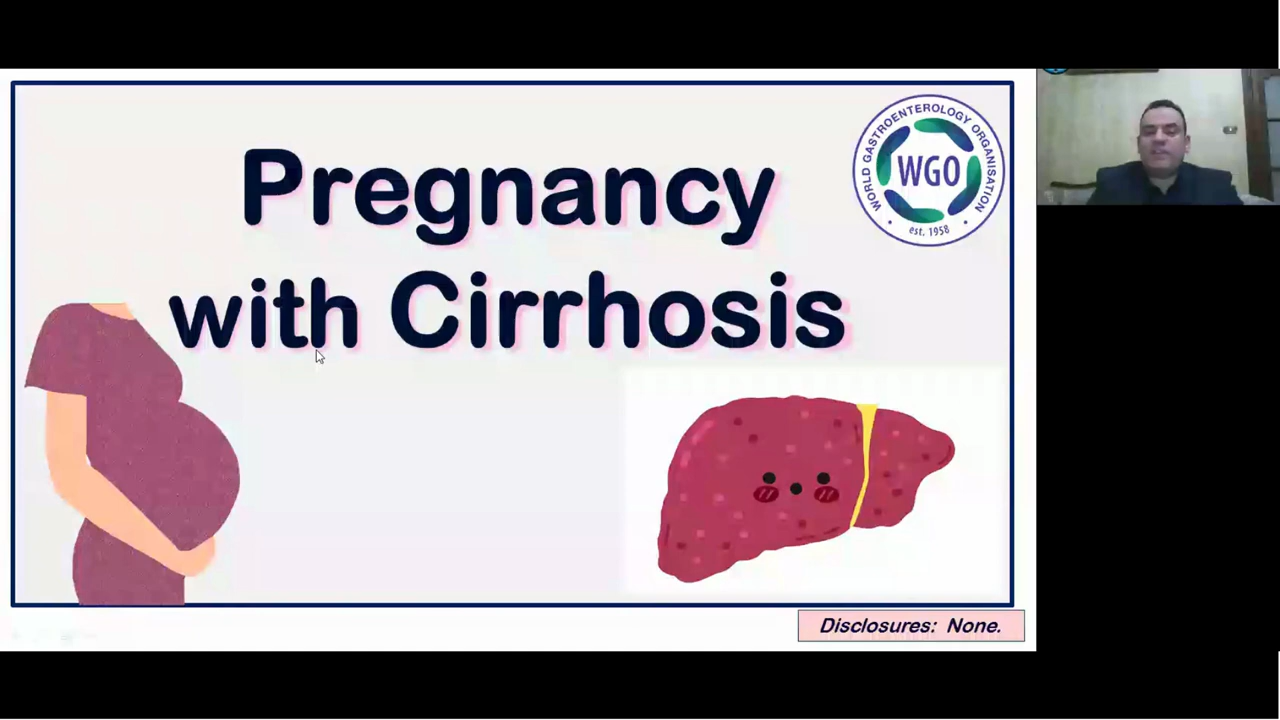 Pregnancy
with Cirrhosis
WORLD GASTROENTEROLOGY ORGANISATION
WGO
est. 1958
Disclosures: None.